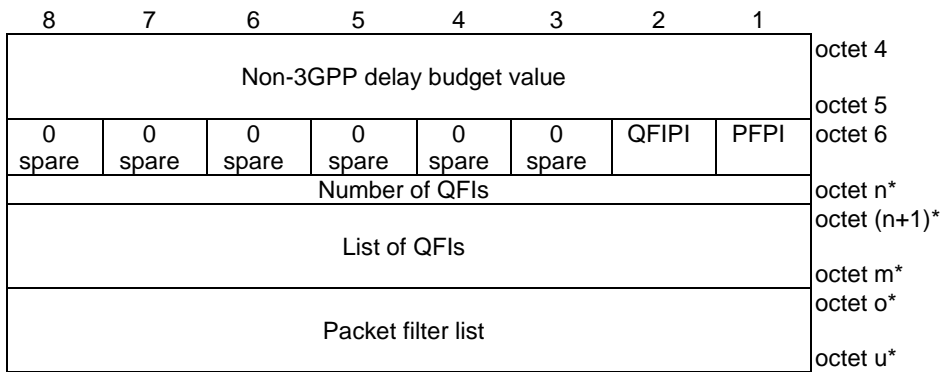 8 7 6 5 4 3 2 1
octet 4
Non-3GPP delay budget value
octet 5
0 0 0 0 0 0 QFIPI PFPI octet 6
spare spare spare spare spare spare
Number of QFIs octet n*
octet (n+1)*
List of QFIs
octet m*
octet o*
Packet filter list
octet u*